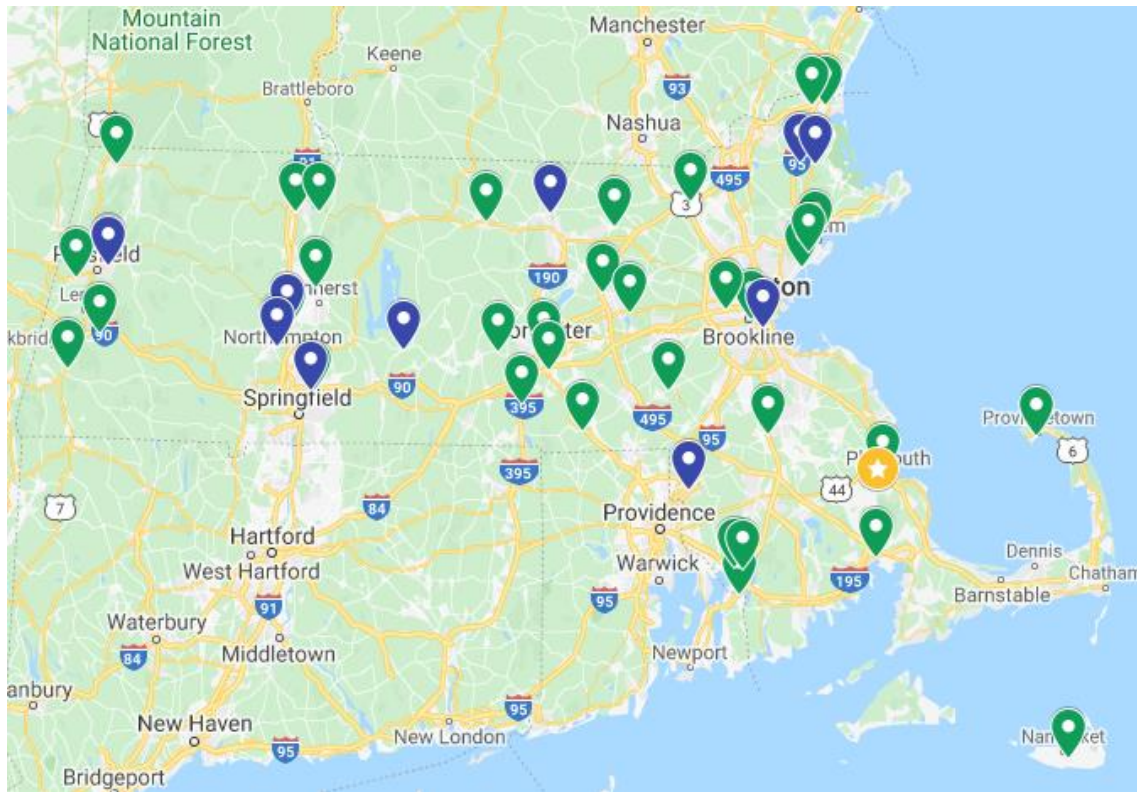 Mountain
National Forest
Manchester
Keene
93
Brattleboro
Nashua
91
95
495
3
190
Northampton
Brookline
90
90
Springfield
395
495
95
Plymouth
6
395
44
7
84
Providence
Hartford
West Hartford
Warwick
195
Dennis
Chatham
Barnstable
91
95
Waterbury
84
Middletown
Newport
95
New Haven
New London
95
Bridgeport